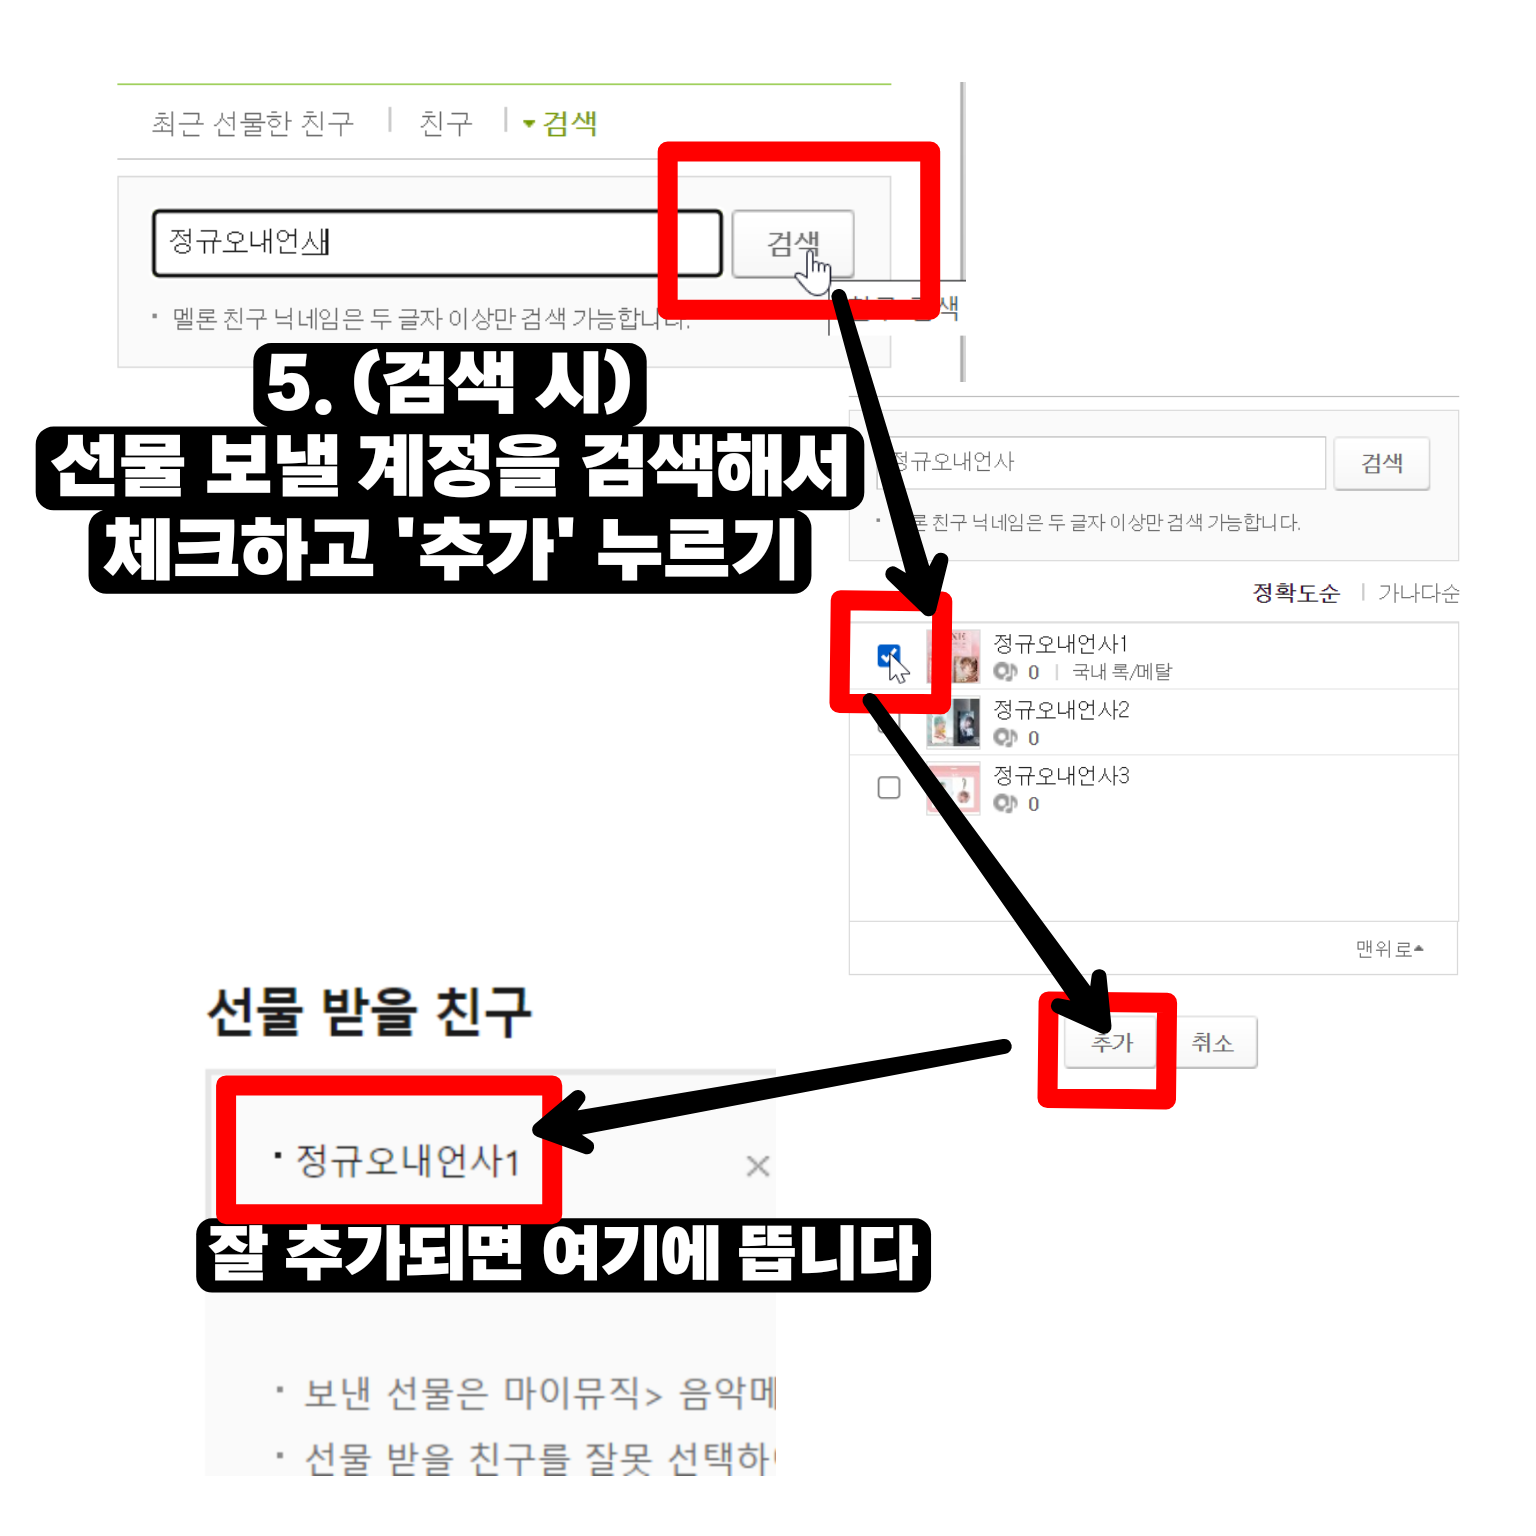 최근 선물한 친구 | 친구 | 검색
정규오내언사
검색
멜론 친구 닉네임은 두 글자 이상만 검색 가능합니다.
5. (검색 시)
선물 보낼 계정을 검색해서
체크하고 '추가' 누르기
정규오내언사
검색
친구 닉네임은 두 글자 이상만 검색 가능합니다.
정확도순 | 가나다순
정규오내언사1
0 | 국내 록/메탈
정규오내언사2
0
정규오내언사3
0
맨위로
추가
취소
선물 받을 친구
· 정규오내언사1
잘 추가되면 여기에 뜹니다
· 보낸 선물은 마이뮤직> 음악메
· 선물 받을 친구를 잘못 선택하